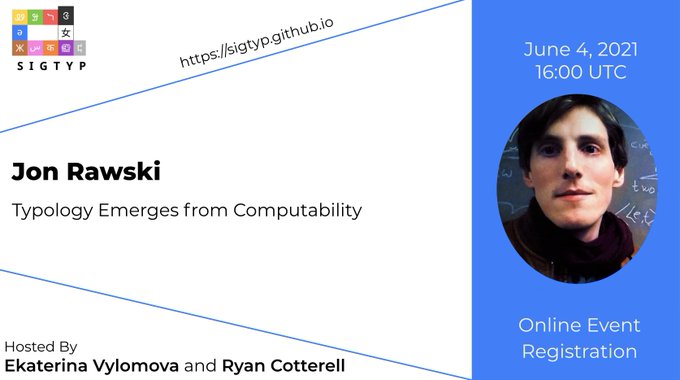 SIGTYP
https://sigtyp.github.io
June 4, 2021
16:00 UTC
Jon Rawski
Typology Emerges from Computability
Online Event
Registration
Hosted By
Ekaterina Vylomova and Ryan Cotterell